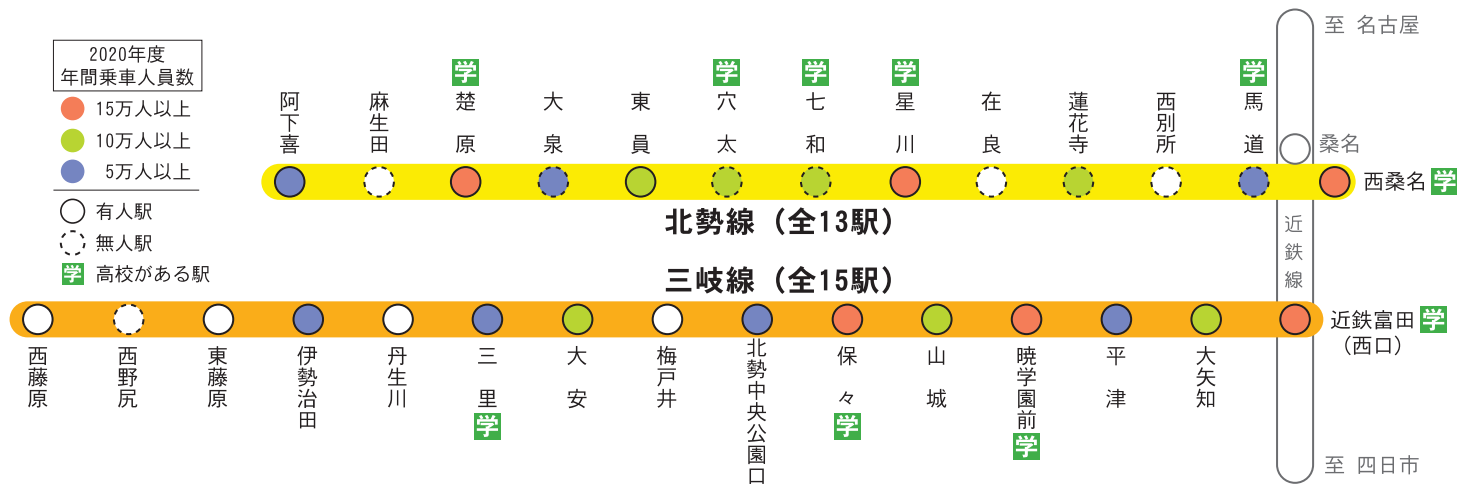 2020年度
年間乗車人員数
15万人以上
10万人以上
5万人以上
有人駅
無人駅
学 高校がある駅
至 名古屋
桑名
近鉄線
至 四日市
阿下喜
麻生田
学 楚原
大泉
東員
学 穴太
学 七和
学 星川
在良
蓮花寺
西別所
学 馬道
西桑名 学
北勢線（全13駅）
三岐線（全15駅）
西藤原
西野尻
東藤原
伊勢治田
丹生川
三里 学
大安
梅戸井
北勢中央公園口
保々 学
山城
暁学園前 学
平津
大矢知
近鉄富田 学
（西口）